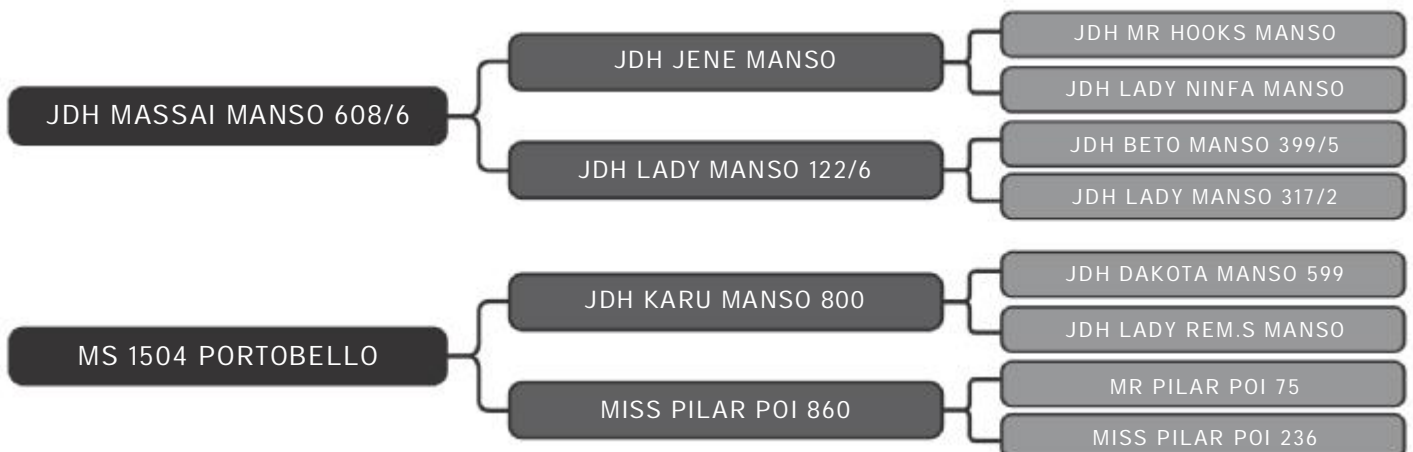 JDH MASSAI MANSO 608/6
JDH JENE MANSO
JDH MR HOOKS MANSO
JDH LADY NINFA MANSO
JDH LADY MANSO 122/6
JDH BETO MANSO 399/5
JDH LADY MANSO 317/2
MS 1504 PORTOBELLO
JDH KARU MANSO 800
JDH DAKOTA MANSO 599
JDH LADY REM.S MANSO
MISS PILAR POI 860
MR PILAR POI 75
MISS PILAR POI 236